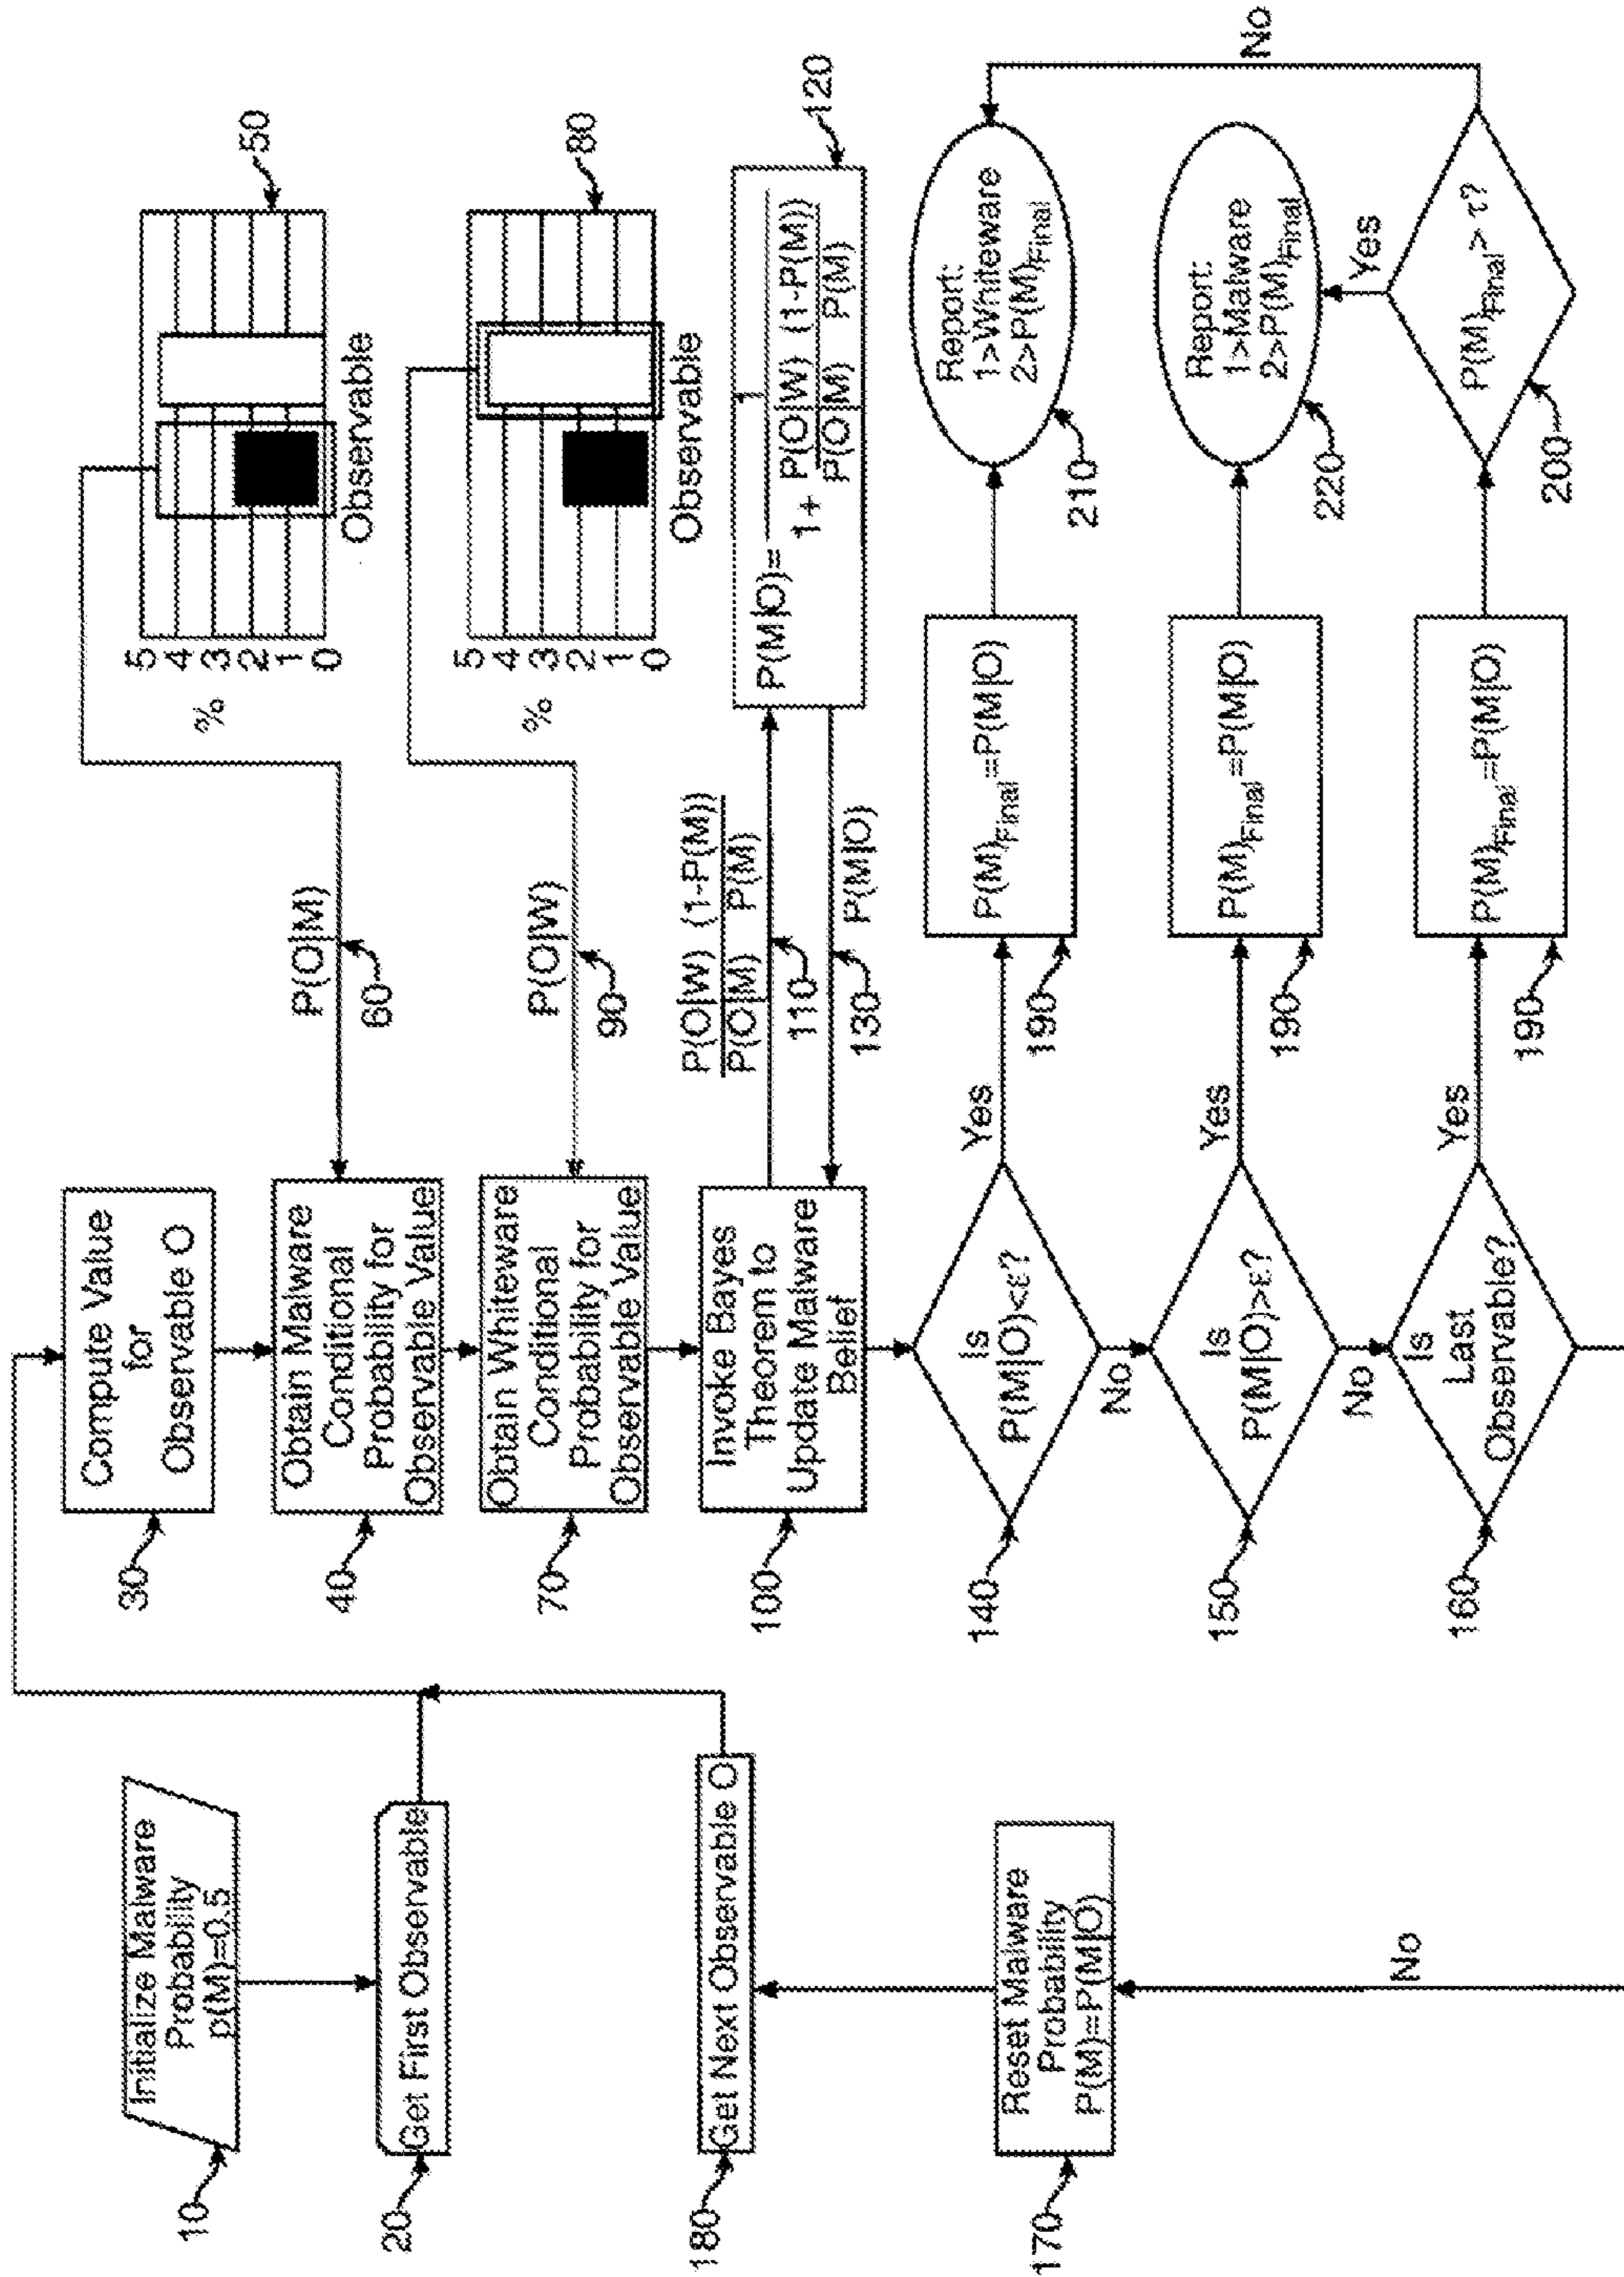 Initialize Malware
Probability
p(M)=0.5
10
Get First Observable
20
Get Next Observable O
180
Reset Malware
Probability
P(M)=P(M|O)
170
No
Compute Value
for
Observable O
30
Obtain Malware
Conditional
Probability for
Observable Value
40
Obtain Whiteware
Conditional
Probability for
Observable Value
70
Invoke Bayes
Theorem to
Update Malware
Belief
100
Is
P(M|O)<ε?
140
No
Yes
Is
P(M|O)>ε?
150
No
Yes
Is
Last
Observable?
160
Yes
P(O|M)
60
P(O|W)
90
P(O|W) (1-P(M))
P(O|M) P(M)
110
P(M|O)
130
5
4
3
2
1
0
%
Observable
50
5
4
3
2
1
0
%
Observable
80
1
P(M|O)=
1+ P(O|W) (1-P(M))
P(O|M) P(M)
120
P(M)Final=P(M|O)
190
P(M)Final=P(M|O)
190
P(M)Final=P(M|O)
190
Report:
1>Whiteware
2>P(M)Final
210
Report:
1>Malware
2>P(M)Final
220
Yes
P(M)Final> τ?
200
No